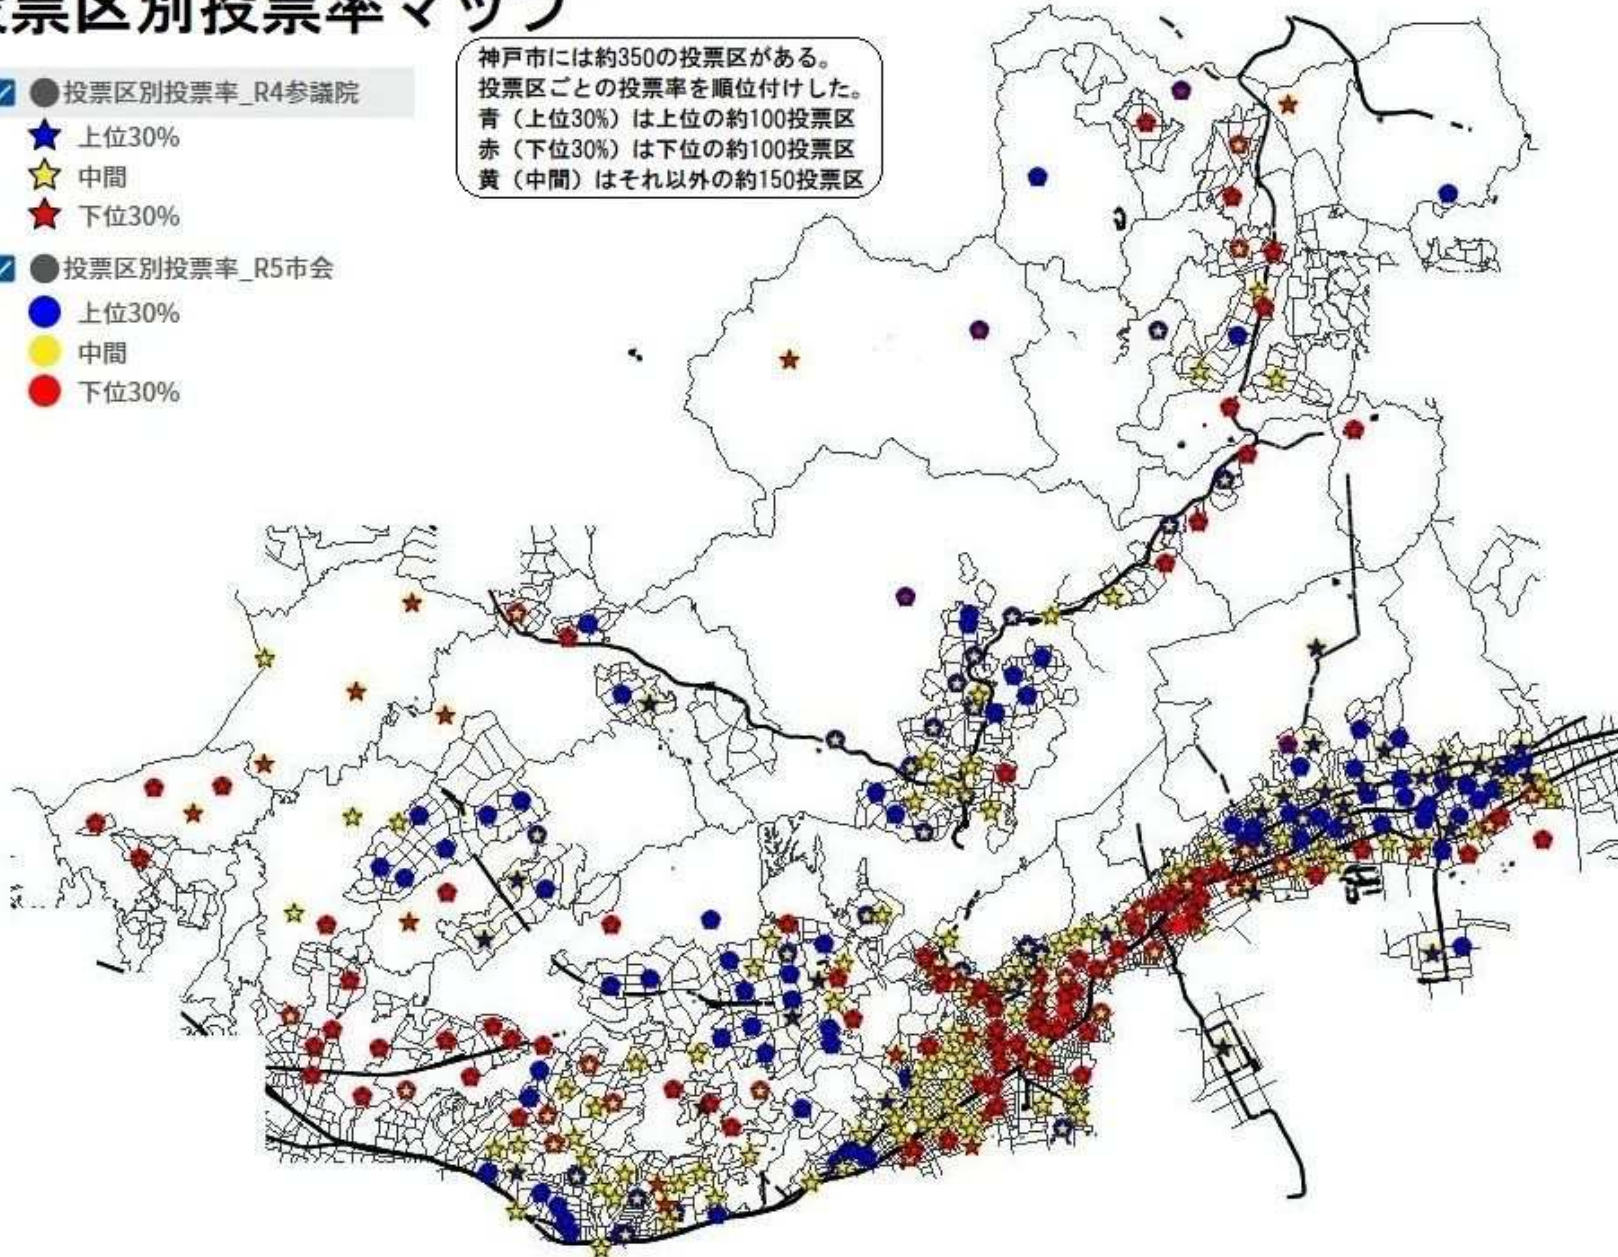 投票区別投票率マップ
投票区別投票率_R4参議院
上位30%
中間
下位30%
投票区別投票率_R5市会
上位30%
中間
下位30%
神戸市には約350の投票区がある。
投票区ごとの投票率を順位付けした。
青（上位30%）は上位の約100投票区
赤（下位30%）は下位の約100投票区
黄（中間）はそれ以外の約150投票区